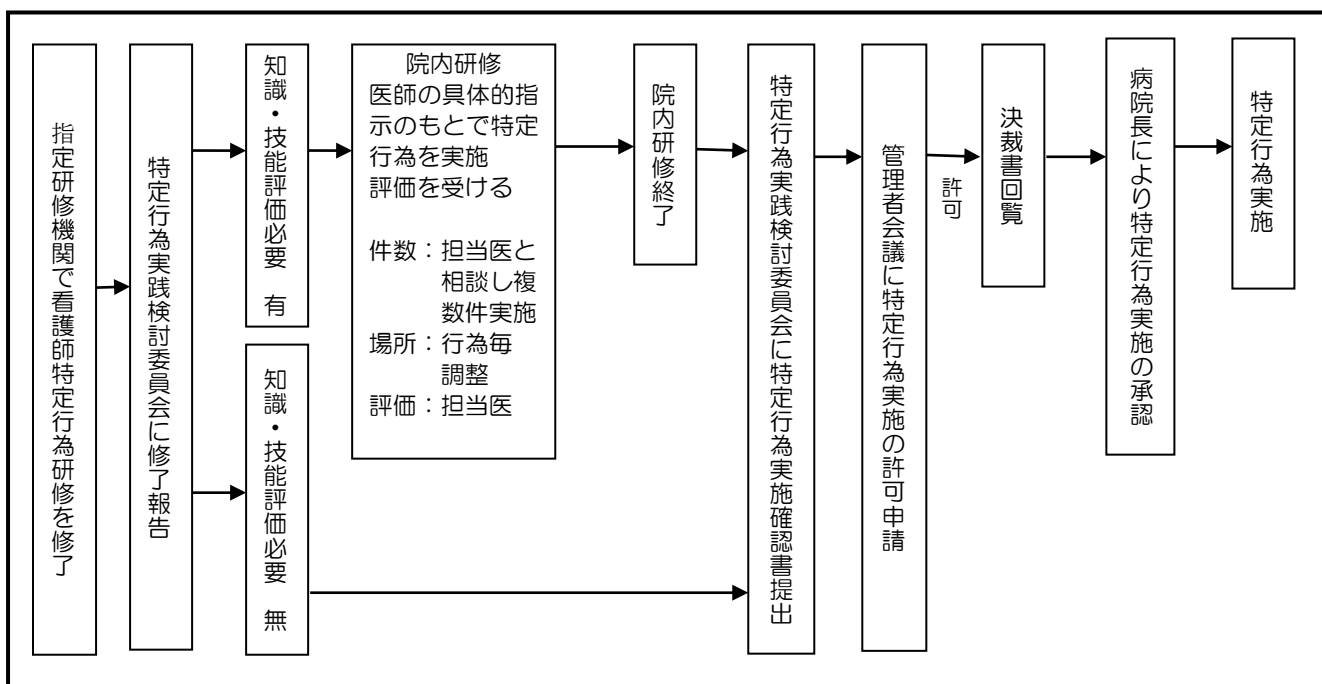 指定研修機関で看護師特定行為研修を修了
特定行為実践検討委員会に修了報告
知識・技能評価必要　有
知識・技能評価必要　無
院内研修
医師の具体的指
示のもとで特定
行為を実施
評価を受ける
件数：担当医と
相談し複
数件実施
場所：行為毎
調整
評価：担当医
院内研修終了
特定行為実践検討委員会に特定行為実施確認書提出
管理者会議に特定行為実施の許可申請
許可
決裁書回覧
病院長により特定行為実施の承認
特定行為実施